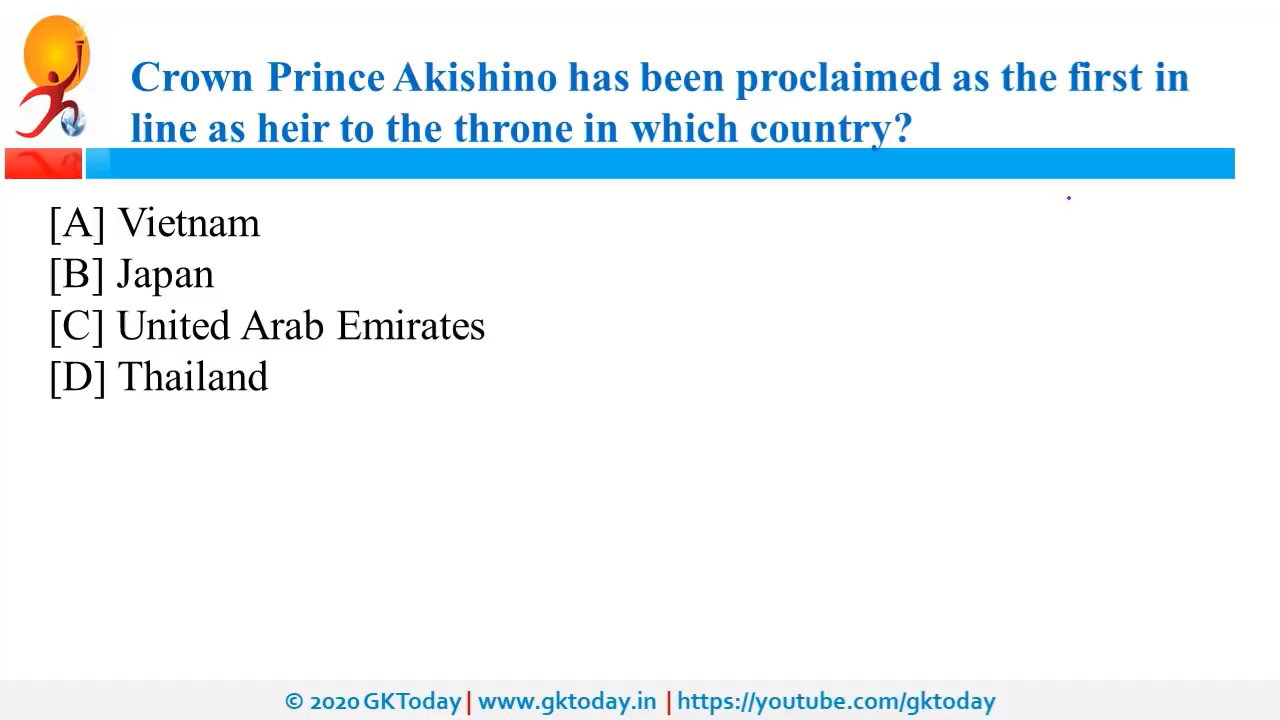 Crown Prince Akishino has been proclaimed as the first in
line as heir to the throne in which country?
[A] Vietnam
[B] Japan
[C] United Arab Emirates
[D] Thailand
© 2020 GKToday | www.gktoday.in | https://youtube.com/gktoday